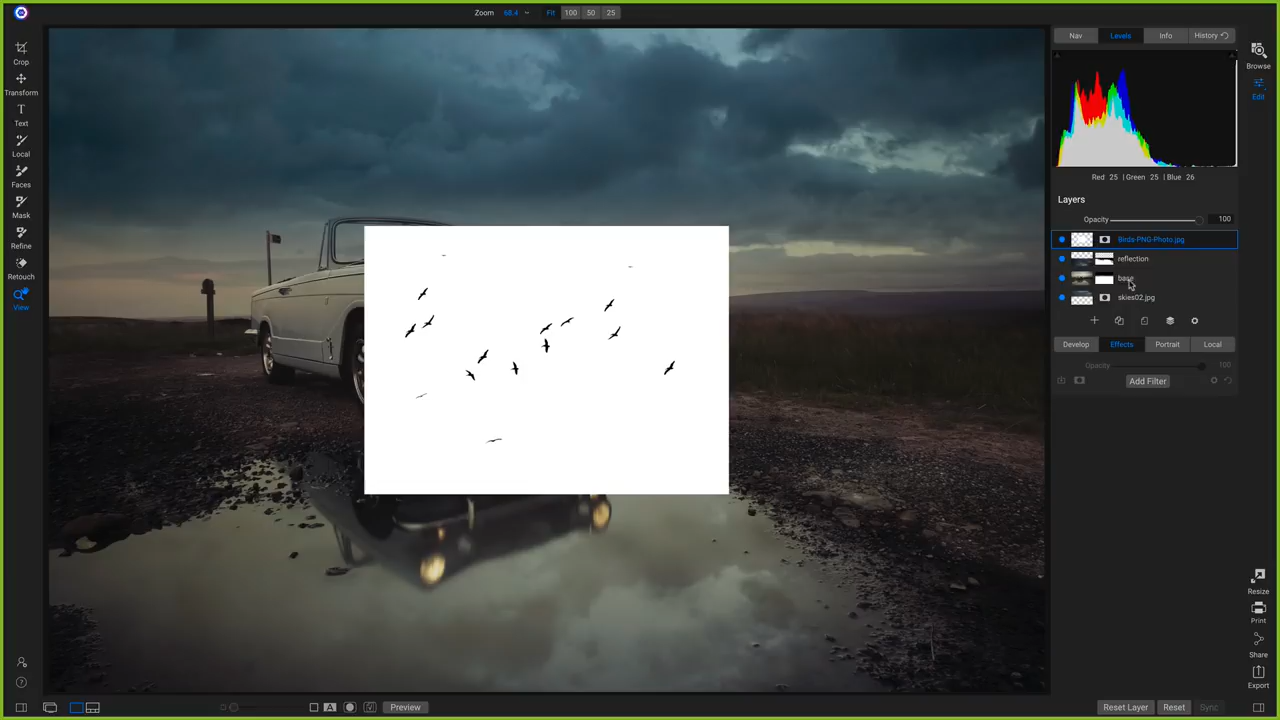 Zoom 68.4 Fit 100 50 25
Crop
Transform
Text
Local
Faces
Mask
Refine
Retouch
View
Nav Levels Info History
Red 25 | Green 25 | Blue 26
Layers
Opacity 100
Birds-PNG-Photo.jpg
reflection
base
skies02.jpg
Develop Effects Portrait Local
Opacity 100
Add Filter
Browse
Edit
Resize
Print
Share
Export
A Preview
Reset Layer Reset Sync